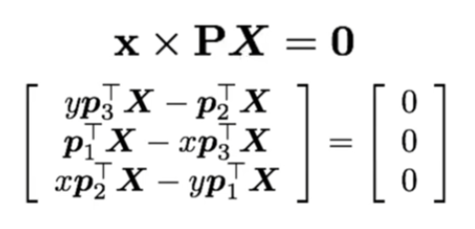 x × PX = 0
[ yp₃ᵀX − p₂ᵀX ] [ 0 ]
[ p₁ᵀX − xp₃ᵀX ] = [ 0 ]
[ xp₂ᵀX − yp₁ᵀX ] [ 0 ]